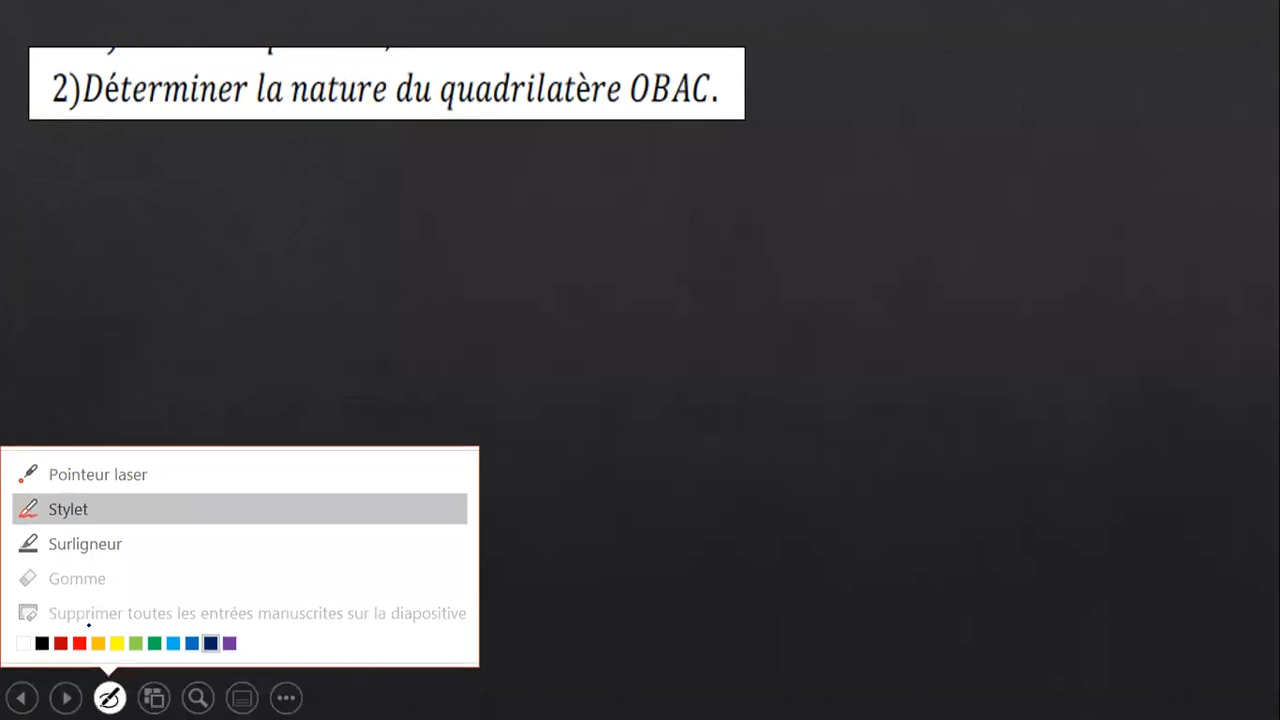 2)Déterminer la nature du quadrilatère OBAC.
Pointeur laser
Stylet
Surligneur
Gomme
Supprimer toutes les entrées manuscrites sur la diapositive